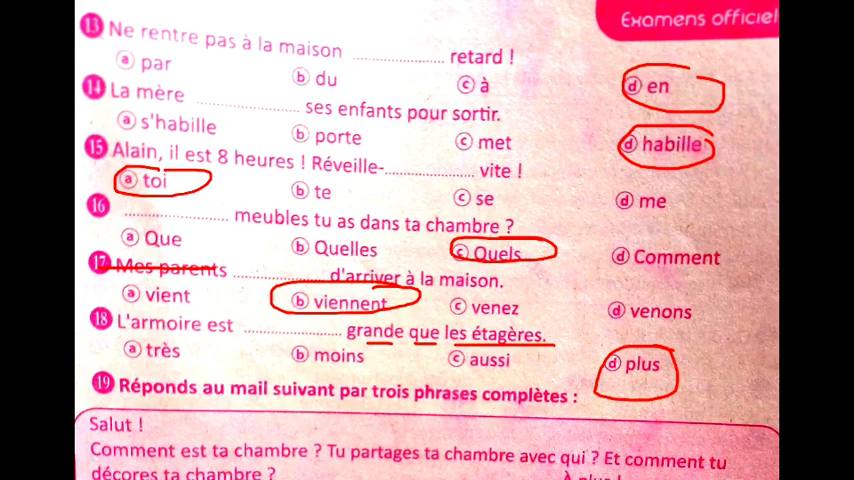 Examens officiel
13 Ne rentre pas à la maison .................... retard !
a par b du c à d en
14 La mère .................... ses enfants pour sortir.
a s'habille b porte c met d habille
15 Alain, il est 8 heures ! Réveille-.................... vite !
a toi b te c se d me
16 .................... meubles tu as dans ta chambre ?
a Que b Quelles c Quels d Comment
17 Mes parents .................... d'arriver à la maison.
a vient b viennent c venez d venons
18 L'armoire est .................... grande que les étagères.
a très b moins c aussi d plus
19 Réponds au mail suivant par trois phrases complètes :
Salut !
Comment est ta chambre ? Tu partages ta chambre avec qui ? Et comment tu
décores ta chambre ? À plus !